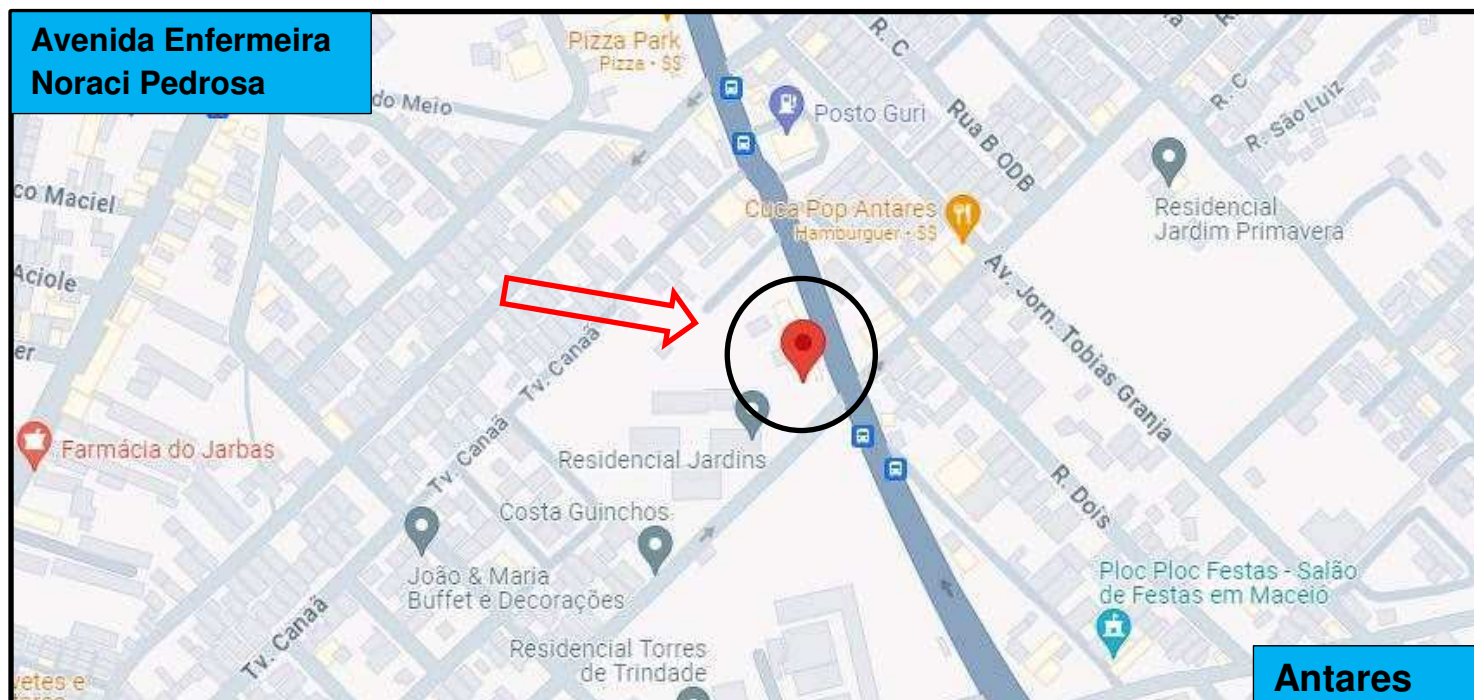 Avenida Enfermeira
Noraci Pedrosa
Pizza Park
Pizza · $$
R. C
do Meio
Posto Guri
Rua B ODB
R. C
R. São Luiz
co Maciel
Cuca Pop Antares
Hamburguer · $$
Residencial
Jardim Primavera
Aciole
Av. Jorn. Tobias Granja
er
Tv. Canaã
Farmácia do Jarbas
Tv. Canaã
Residencial Jardins
R. Dois
Costa Guinchos
João & Maria
Buffet e Decorações
Ploc Ploc Festas - Salão
de Festas em Maceió
Tv. Canaã
Residencial Torres
de Trindade
vetes e
Antares